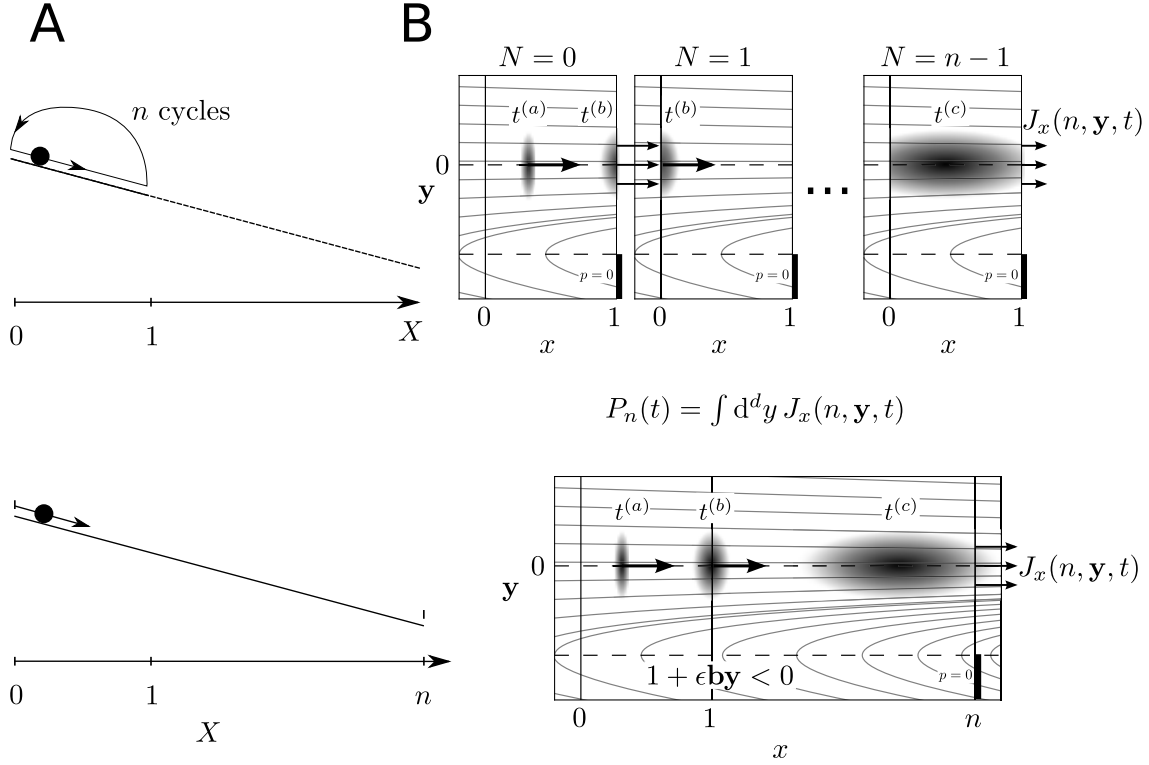 A
B
n cycles
0
1
X
N = 0
N = 1
N = n − 1
t^(a)
t^(b)
t^(b)
t^(c)
J_x(n, y, t)
0
y
...
p = 0
p = 0
p = 0
0
1
0
1
0
1
x
x
x
P_n(t) = ∫ d^d y J_x(n, y, t)
0
1
n
X
t^(a)
t^(b)
t^(c)
0
y
J_x(n, y, t)
1 + ϵby < 0
p = 0
0
1
n
x